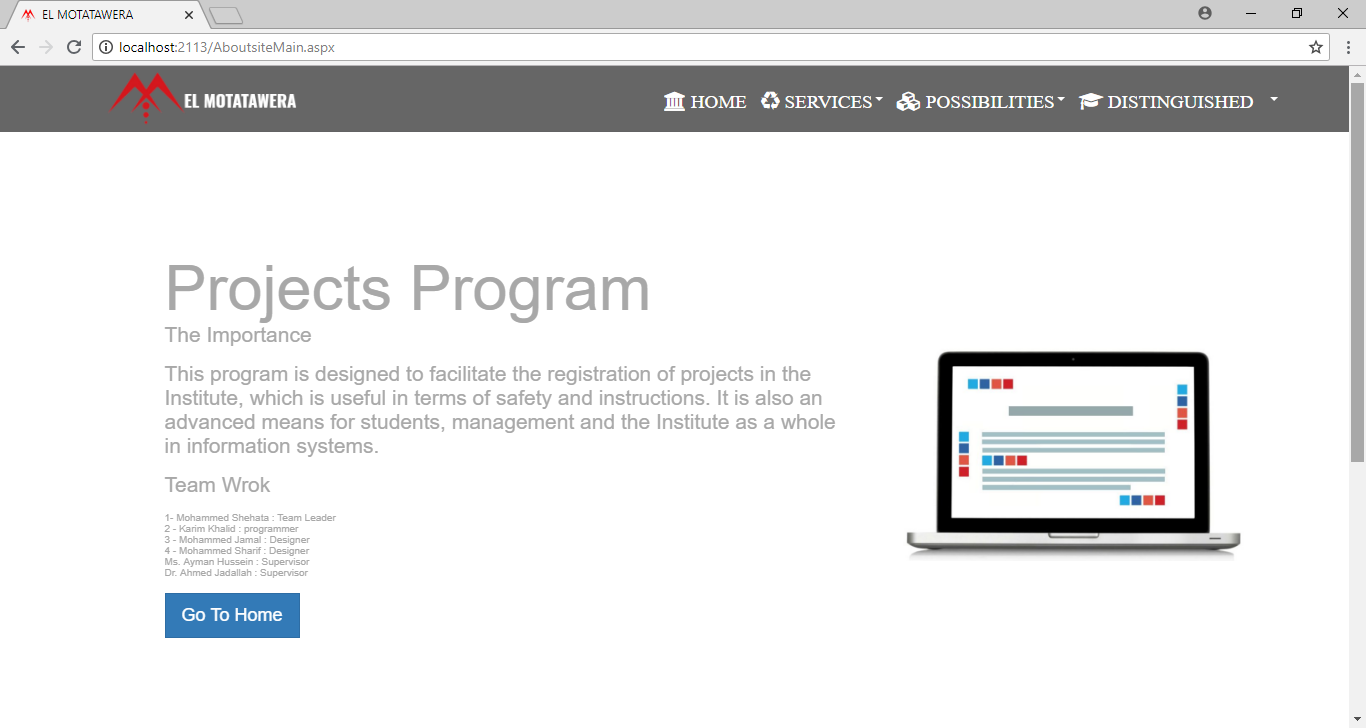 EL MOTATAWERA
localhost:2113/AboutsiteMain.aspx
EL MOTATAWERA
HOME SERVICES POSSIBILITIES DISTINGUISHED
Projects Program
The Importance
This program is designed to facilitate the registration of projects in the
Institute, which is useful in terms of safety and instructions. It is also an
advanced means for students, management and the Institute as a whole
in information systems.
Team Wrok
1- Mohammed Shehata : Team Leader
2 - Karim Khalid : programmer
3 - Mohammed Jamal : Designer
4 - Mohammed Sharif : Designer
Ms. Ayman Hussein : Supervisor
Dr. Ahmed Jadallah : Supervisor
Go To Home